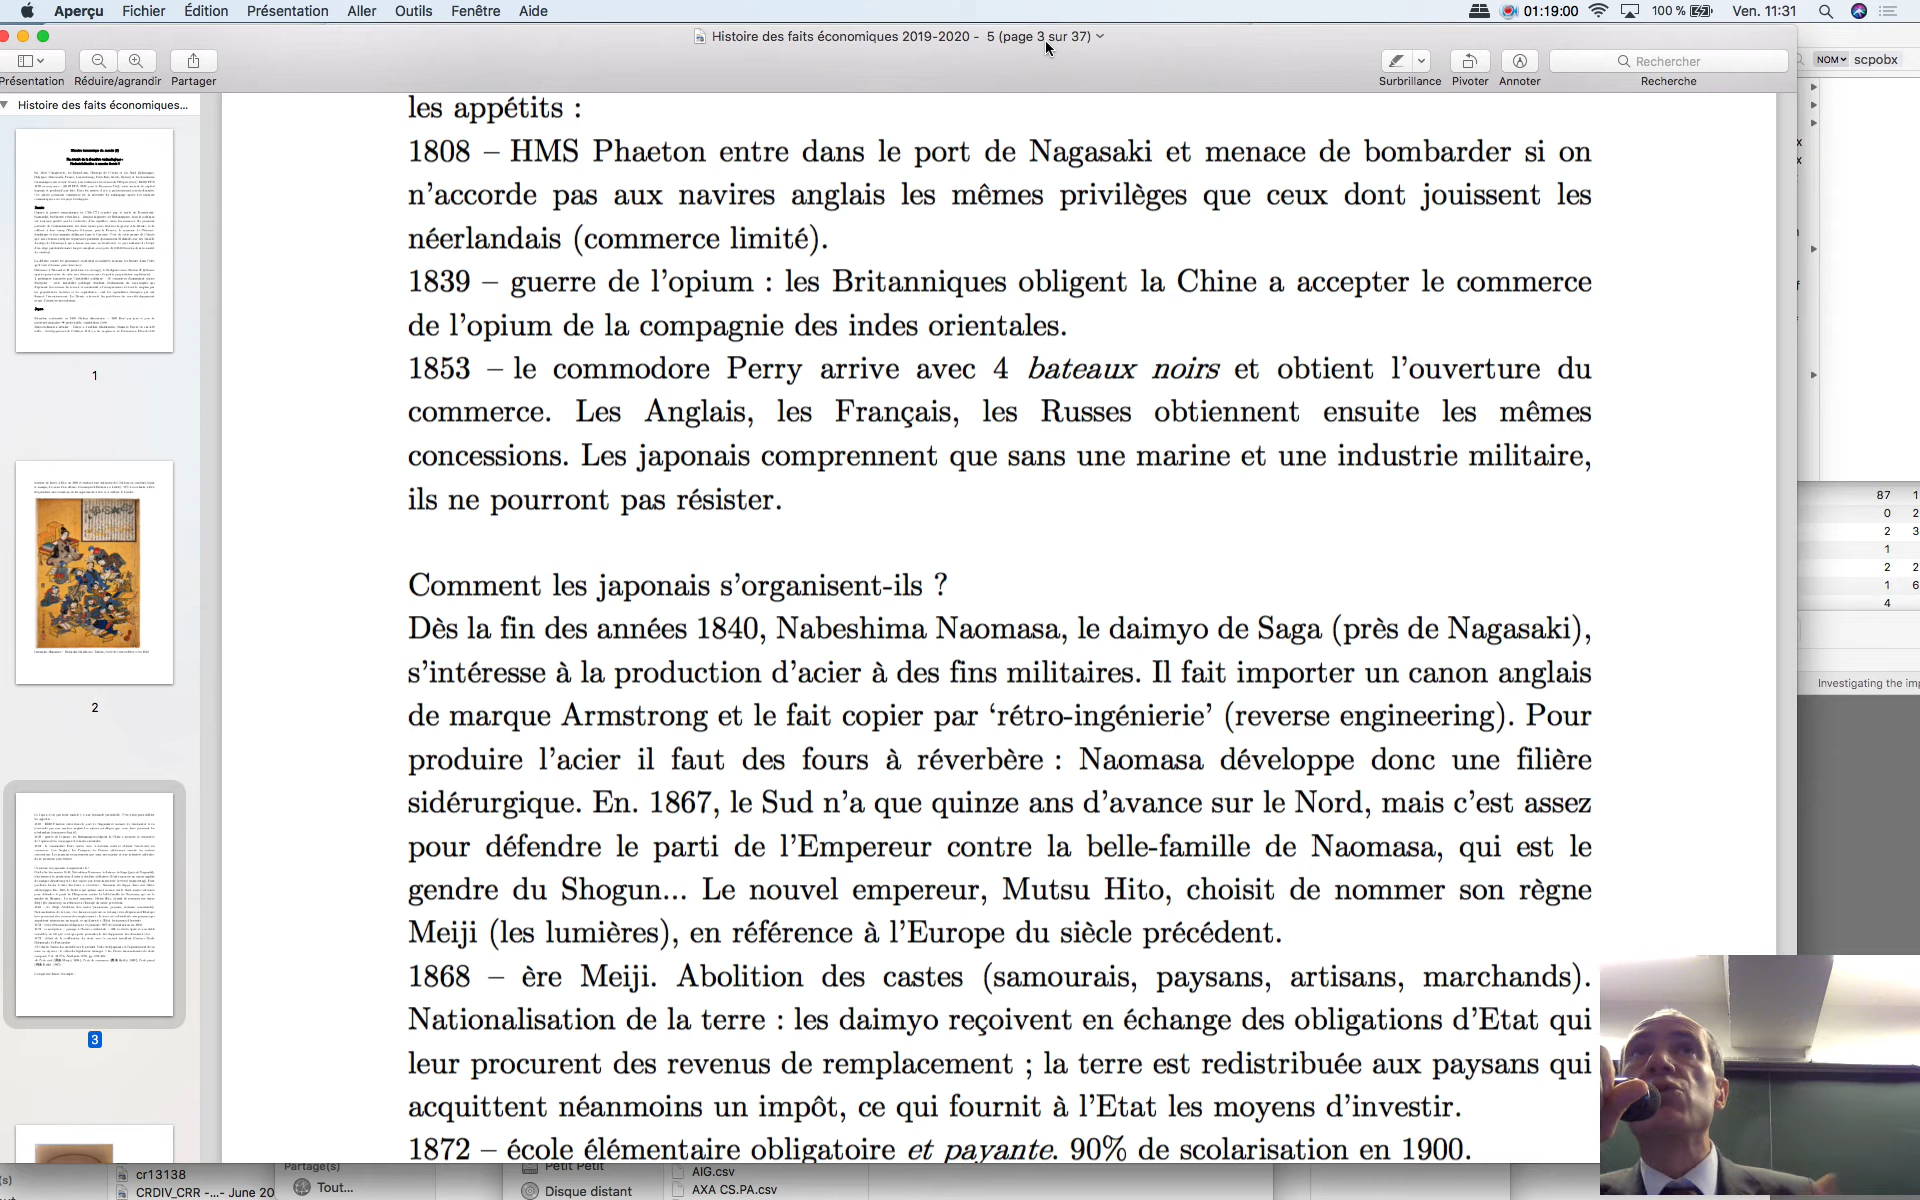 Aperçu Fichier Édition Présentation Aller Outils Fenêtre Aide 01:19:00 100 % Ven. 11:31
Histoire des faits économiques 2019-2020 - 5 (page 3 sur 37)
Présentation Réduire/agrandir Partager Surbrillance Pivoter Annoter Rechercher Recherche
NOM scpobx
Histoire des faits économiques...
1
2
3
les appétits :
1808 – HMS Phaeton entre dans le port de Nagasaki et menace de bombarder si on
n’accorde pas aux navires anglais les mêmes privilèges que ceux dont jouissent les
néerlandais (commerce limité).
1839 – guerre de l’opium : les Britanniques obligent la Chine a accepter le commerce
de l’opium de la compagnie des indes orientales.
1853 – le commodore Perry arrive avec 4 bateaux noirs et obtient l’ouverture du
commerce. Les Anglais, les Français, les Russes obtiennent ensuite les mêmes
concessions. Les japonais comprennent que sans une marine et une industrie militaire,
ils ne pourront pas résister.
Comment les japonais s’organisent-ils ?
Dès la fin des années 1840, Nabeshima Naomasa, le daimyo de Saga (près de Nagasaki),
s’intéresse à la production d’acier à des fins militaires. Il fait importer un canon anglais
de marque Armstrong et le fait copier par ‘rétro-ingénierie’ (reverse engineering). Pour
produire l’acier il faut des fours à réverbère : Naomasa développe donc une filière
sidérurgique. En. 1867, le Sud n’a que quinze ans d’avance sur le Nord, mais c’est assez
pour défendre le parti de l’Empereur contre la belle-famille de Naomasa, qui est le
gendre du Shogun... Le nouvel empereur, Mutsu Hito, choisit de nommer son règne
Meiji (les lumières), en référence à l’Europe du siècle précédent.
1868 – ère Meiji. Abolition des castes (samourais, paysans, artisans, marchands).
Nationalisation de la terre : les daimyo reçoivent en échange des obligations d’Etat qui
leur procurent des revenus de remplacement ; la terre est redistribuée aux paysans qui
acquittent néanmoins un impôt, ce qui fournit à l’Etat les moyens d’investir.
1872 – école élémentaire obligatoire et payante. 90% de scolarisation en 1900.
87 1
0 2
2 3
1
2 2
1 6
4
Investigating the imp
cr13138
CRDIV_CRR -...- June 20
Partagé(s)
Tout...
Petit Petit
Disque distant
AIG.csv
AXA CS.PA.csv